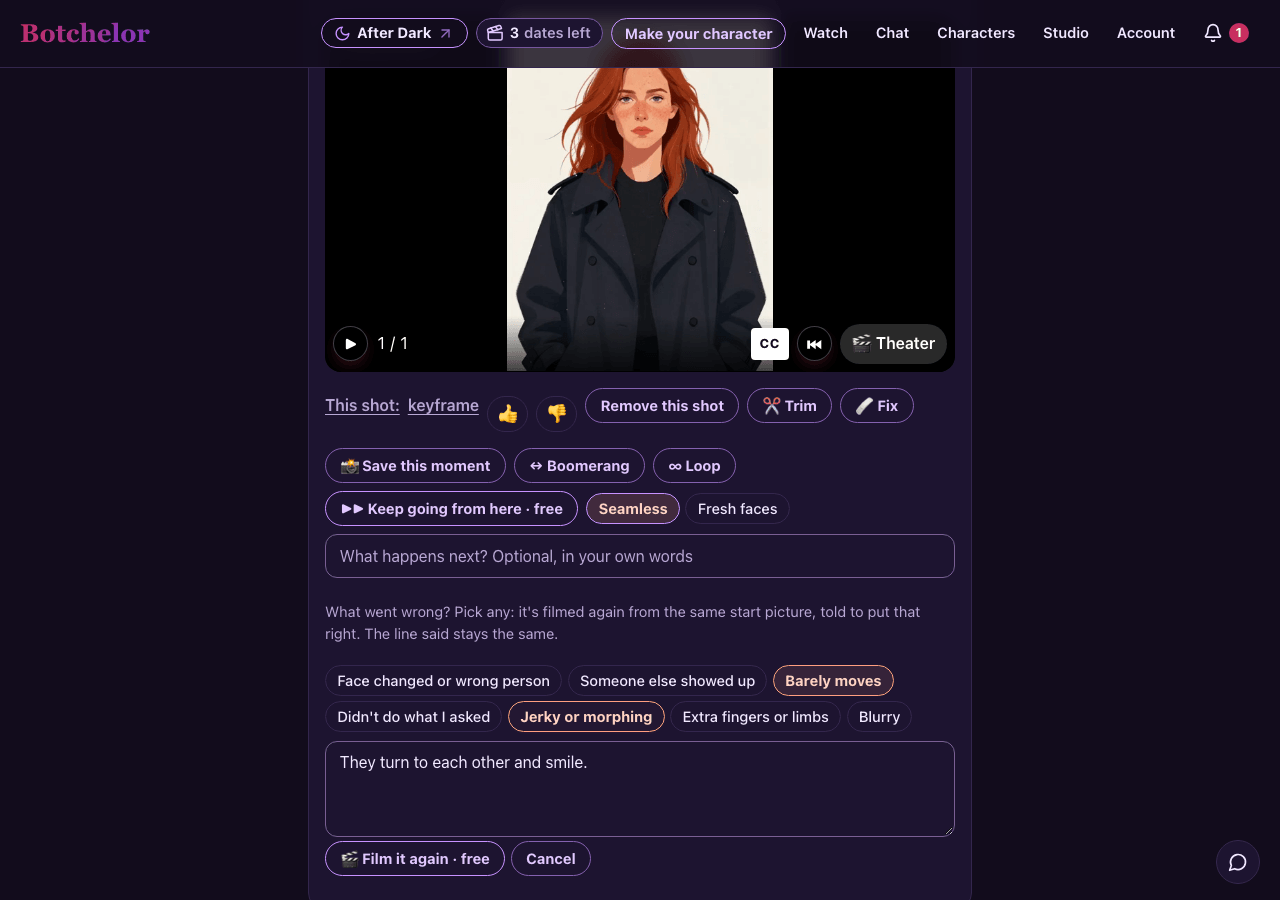 Botchelor
After Dark
3 dates left
Make your character
Watch
Chat
Characters
Studio
Account
1
1 / 1
CC
Theater
This shot: keyframe
Remove this shot
Trim
Fix
Save this moment
Boomerang
∞ Loop
Keep going from here · free
Seamless
Fresh faces
What happens next? Optional, in your own words
What went wrong? Pick any: it's filmed again from the same start picture, told to put that
right. The line said stays the same.
Face changed or wrong person
Someone else showed up
Barely moves
Didn't do what I asked
Jerky or morphing
Extra fingers or limbs
Blurry
They turn to each other and smile.
Film it again · free
Cancel